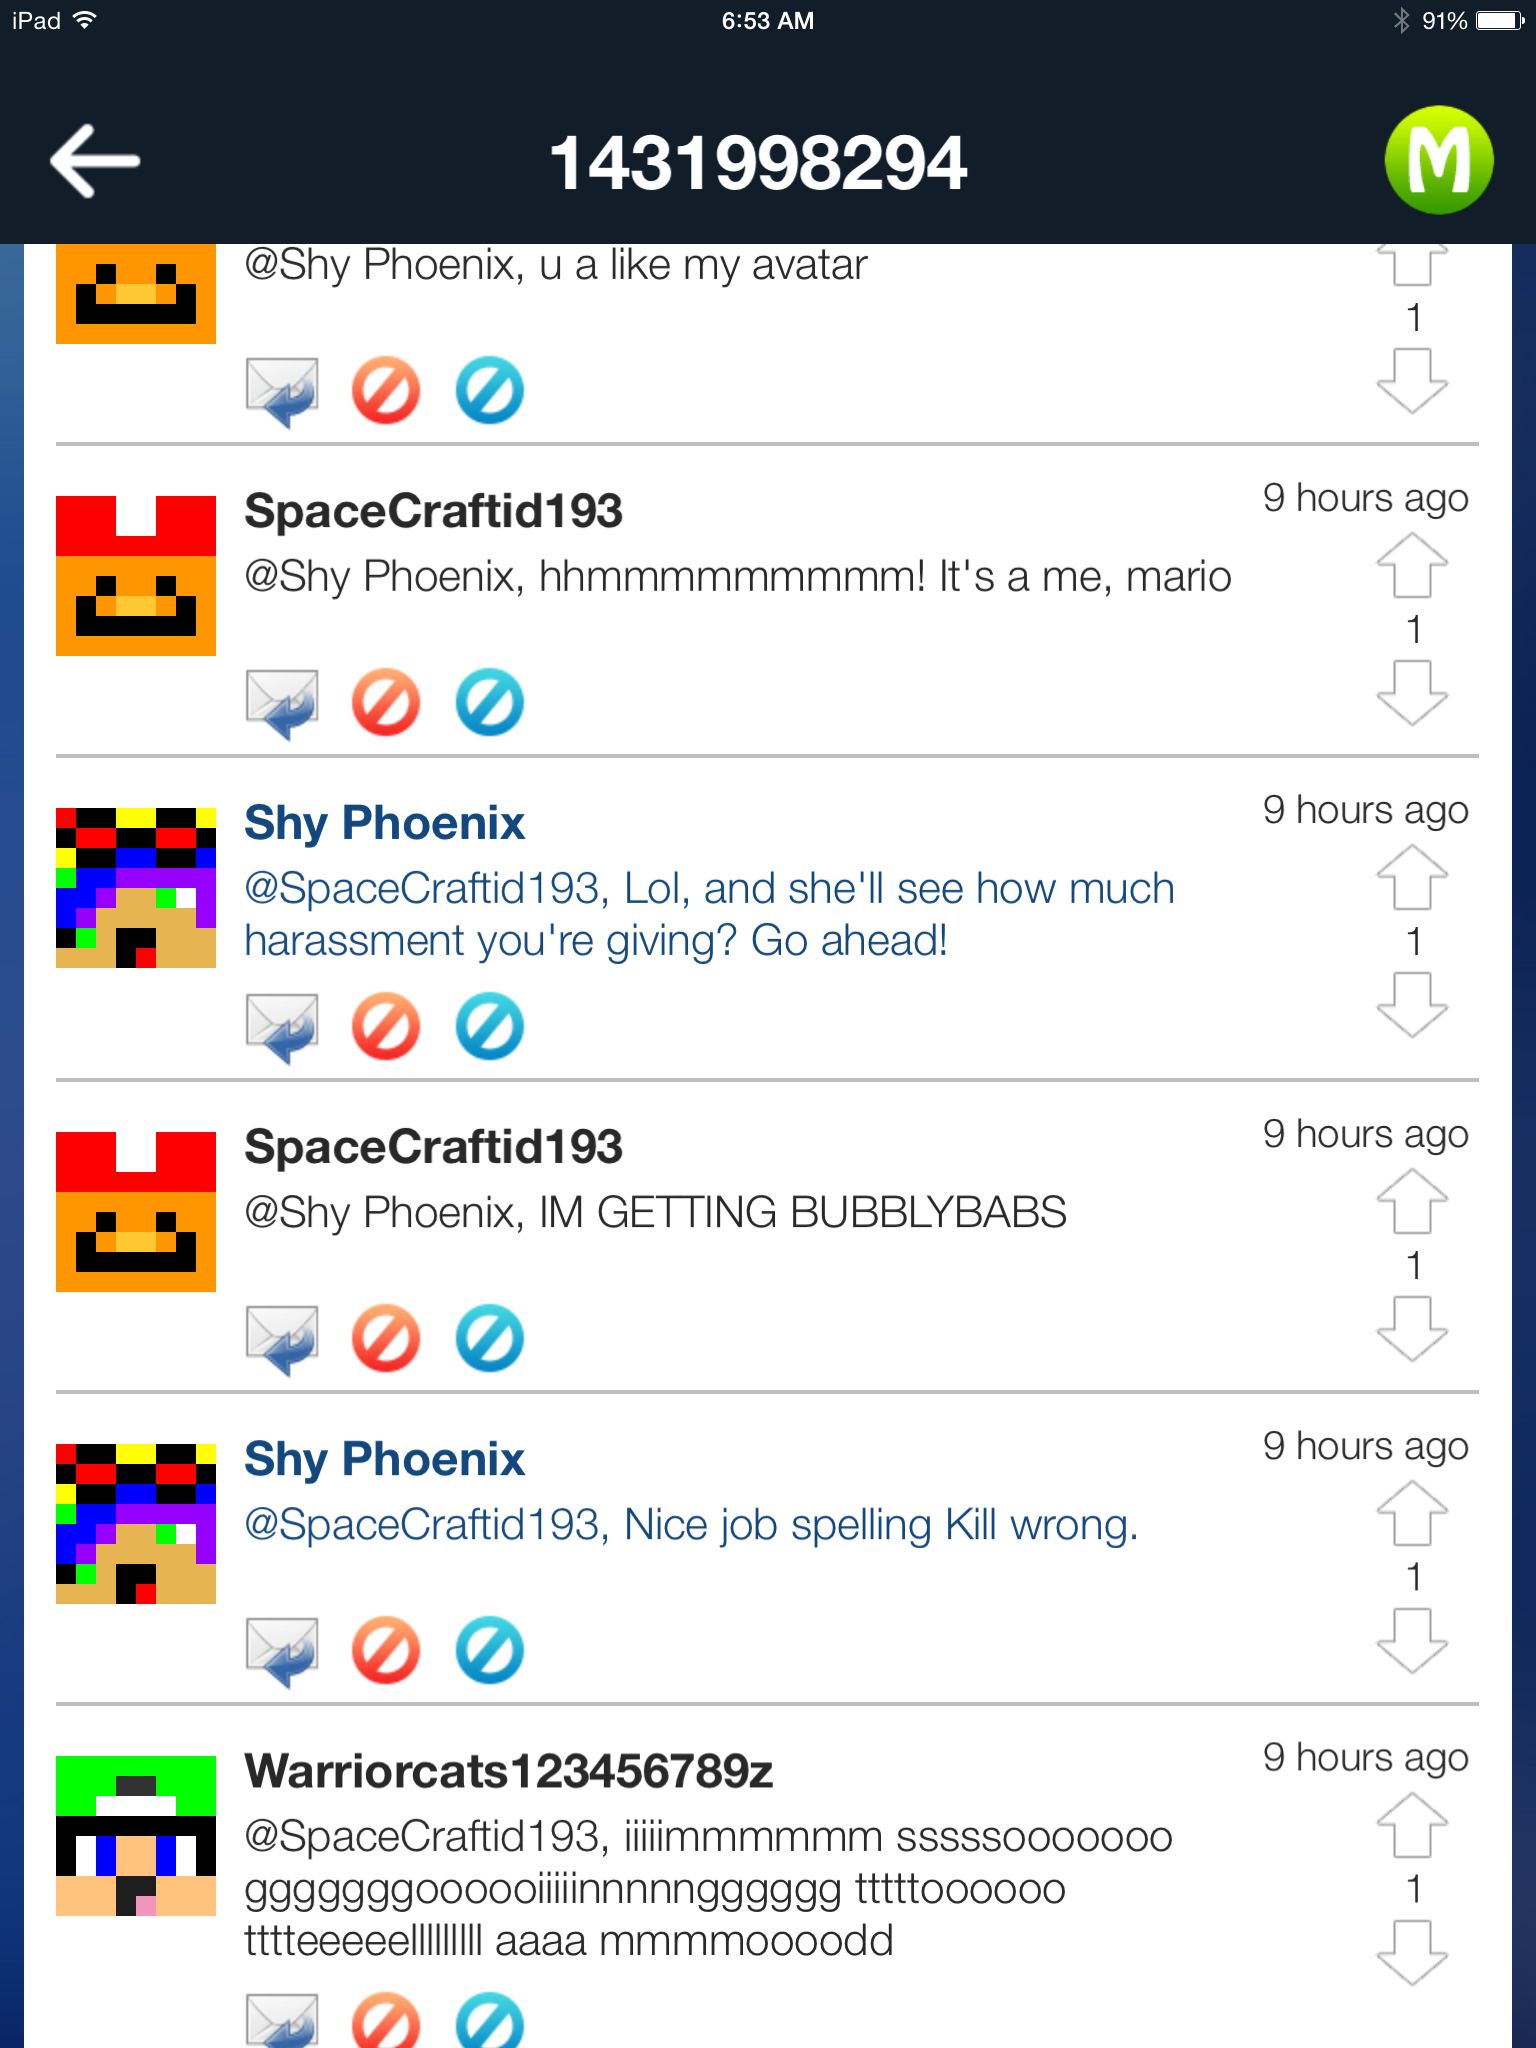 iPad 6:53 AM 91%
1431998294 M
@Shy Phoenix, u a like my avatar
1
SpaceCraftid193 9 hours ago
@Shy Phoenix, hhmmmmmmmmm! It's a me, mario
1
Shy Phoenix 9 hours ago
@SpaceCraftid193, Lol, and she'll see how much
harassment you're giving? Go ahead!
1
SpaceCraftid193 9 hours ago
@Shy Phoenix, IM GETTING BUBBLYBABS
1
Shy Phoenix 9 hours ago
@SpaceCraftid193, Nice job spelling Kill wrong.
1
Warriorcats123456789z 9 hours ago
@SpaceCraftid193, iiiiimmmmmm sssssooooooo
gggggggoooooiiiiinnnnngggggg tttttoooooo
1
tttteeeeelllllllll aaaa mmmmoooodd